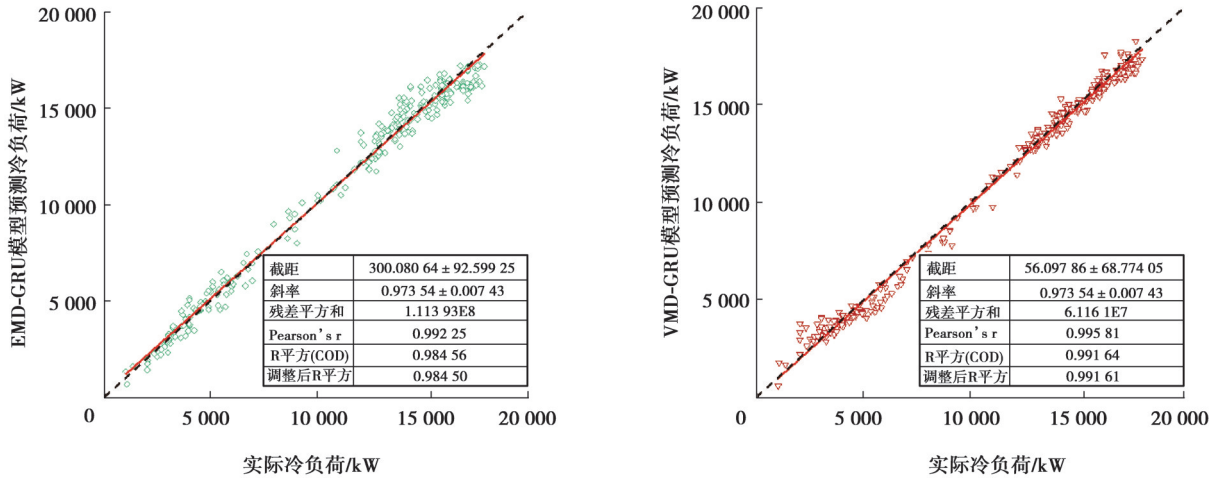 EMD-GRU模型预测冷负荷/kW
20 000
15 000
10 000
5 000
0
5 000
10 000
15 000
20 000
实际冷负荷/kW
截距 300.080 64 ± 92.599 25
斜率 0.973 54 ± 0.007 43
残差平方和 1.113 93E8
Pearson's r 0.992 25
R平方(COD) 0.984 56
调整后R平方 0.984 50
VMD-GRU模型预测冷负荷/kW
20 000
15 000
10 000
5 000
0
5 000
10 000
15 000
20 000
实际冷负荷/kW
截距 56.097 86 ± 68.774 05
斜率 0.973 54 ± 0.007 43
残差平方和 6.116 1E7
Pearson's r 0.995 81
R平方(COD) 0.991 64
调整后R平方 0.991 61